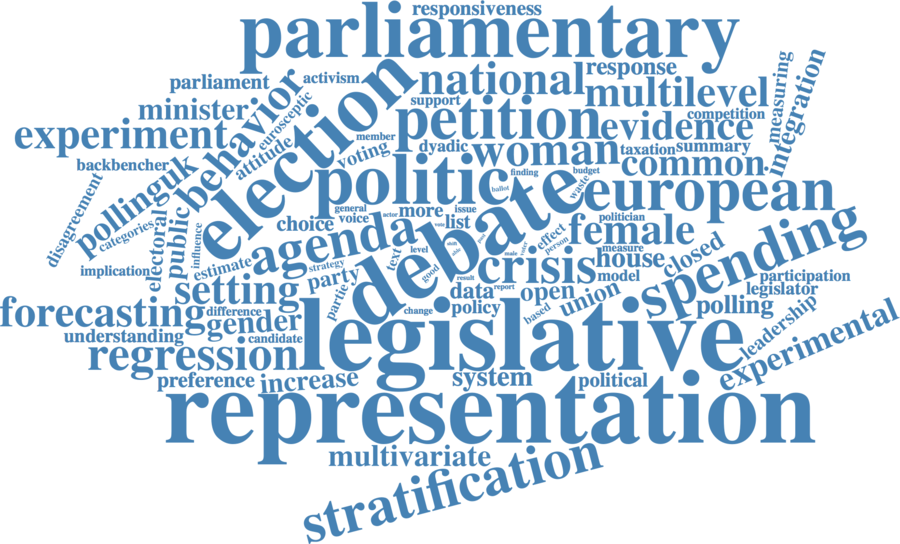 responsiveness
parliamentary
parliament
activism
national
response
minister
behavior
election
support
multilevel
measuring
integration
experiment
eurosceptic
attitude
member
petition
competition
evidence
backbencher
voting
dyadic
woman
taxation
summary
pollinguk
politic
finding
common
disagreement
categories
public
electoral
influence
ballot
waste
budget
european
general
voice
actor
more
issue
choice
agenda
list
vote
debate
effect
person
politician
female
implication
estimate
strategy
text
level
skill
male
measure
crisis
house
closed
spending
setting
party
partie
good
result
model
participation
forecasting
difference
gender
change
data
report
open
union
legislator
policy
based
polling
understanding
candidate
legislative
leadership
regression
experimental
preference
increase
system
political
representation
multivariate
stratification